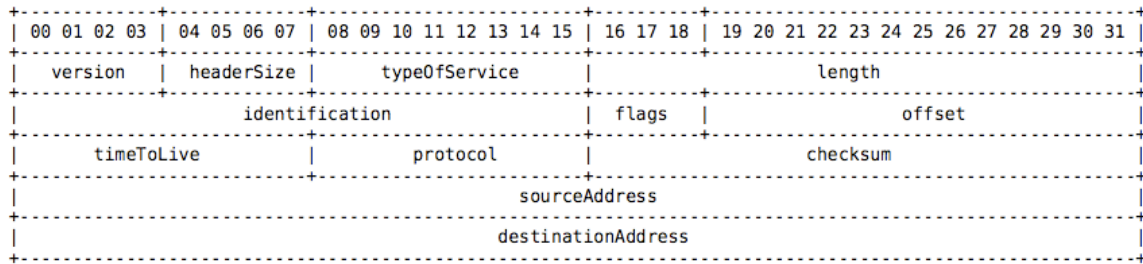 00 01 02 03 | 04 05 06 07 | 08 09 10 11 12 13 14 15 | 16 17 18 | 19 20 21 22 23 24 25 26 27 28 29 30 31
version | headerSize | typeOfService | length
identification | flags | offset
timeToLive | protocol | checksum
sourceAddress
destinationAddress